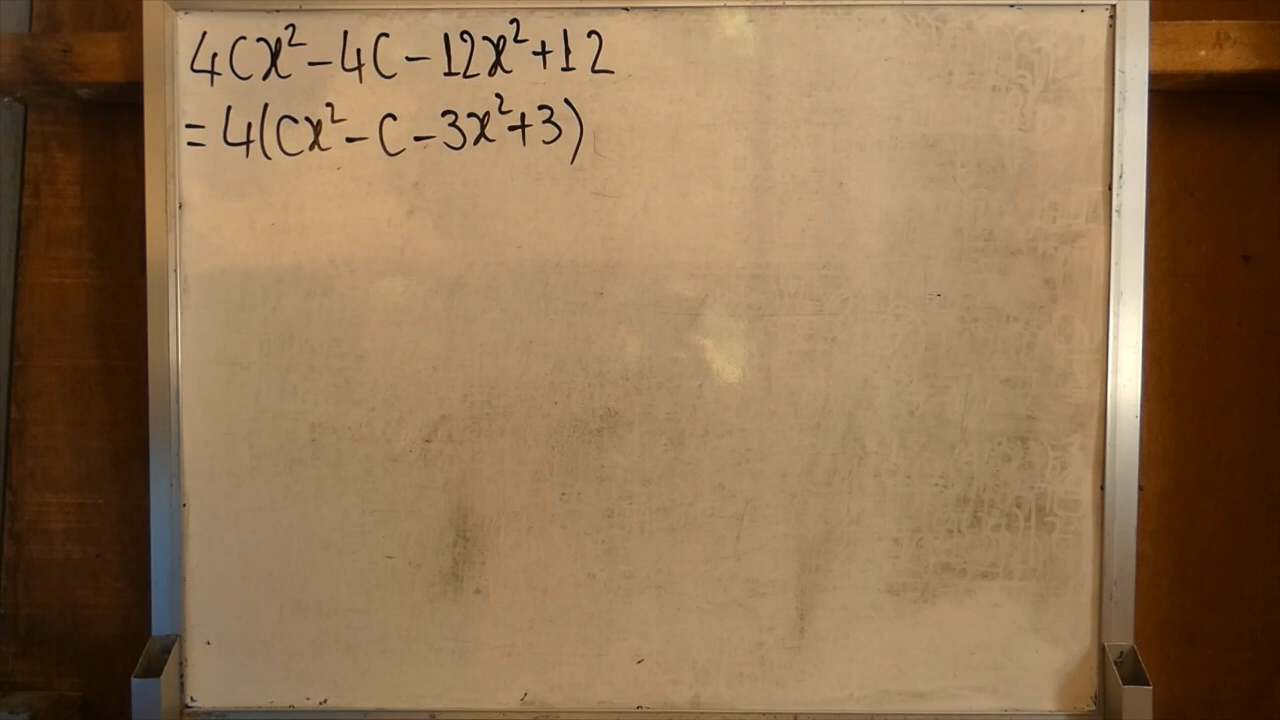 4Cx² - 4C - 12x² + 12
= 4(Cx² - C - 3x² + 3)